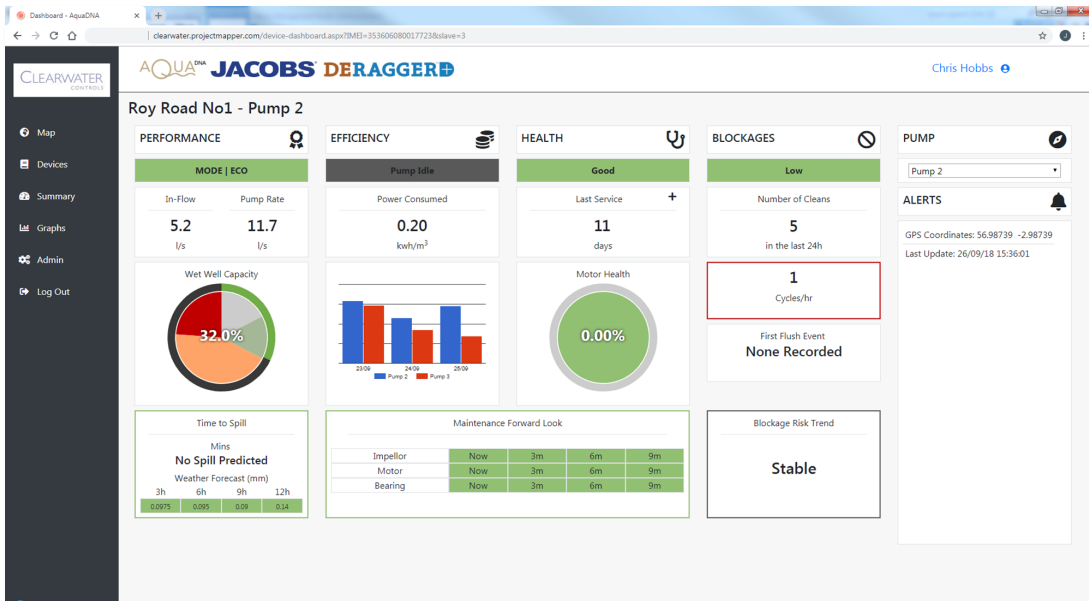 Dashboard - AquaDNA
clearwater.projectmapper.com/device-dashboard.aspx?IMEI=353606080017723&slave=3
CLEARWATER
CONTROLS
AQUA DNA JACOBS DERAGGER
Chris Hobbs
Roy Road No1 - Pump 2
Map
Devices
Summary
Graphs
Admin
Log Out
PERFORMANCE
MODE | ECO
In-Flow Pump Rate
5.2 11.7
l/s l/s
Wet Well Capacity
32.0%
Time to Spill
Mins
No Spill Predicted
Weather Forecast (mm)
3h 6h 9h 12h
0.0975 0.095 0.09 0.14
EFFICIENCY
Pump Idle
Power Consumed
0.20
kwh/m³
23/09 24/09 25/09
Pump 2 Pump 3
HEALTH
Good
Last Service +
11
days
Motor Health
0.00%
Maintenance Forward Look
Impellor Now 3m 6m 9m
Motor Now 3m 6m 9m
Bearing Now 3m 6m 9m
BLOCKAGES
Low
Number of Cleans
5
in the last 24h
1
Cycles/hr
First Flush Event
None Recorded
Blockage Risk Trend
Stable
PUMP
Pump 2
ALERTS
GPS Coordinates: 56.98739 -2.98739
Last Update: 26/09/18 15:36:01